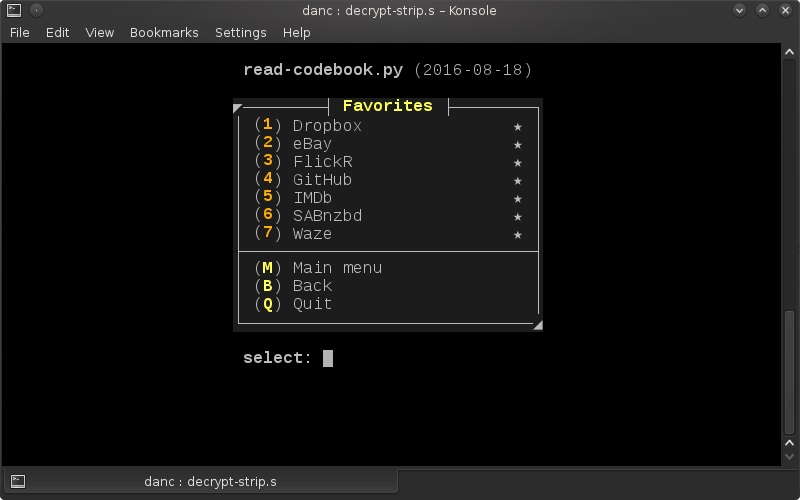 danc : decrypt-strip.s – Konsole
File Edit View Bookmarks Settings Help
read-codebook.py (2016-08-18)
Favorites
(1) Dropbox ★
(2) eBay ★
(3) FlickR ★
(4) GitHub ★
(5) IMDb ★
(6) SABnzbd ★
(7) Waze ★
(M) Main menu
(B) Back
(Q) Quit
select:
danc : decrypt-strip.s